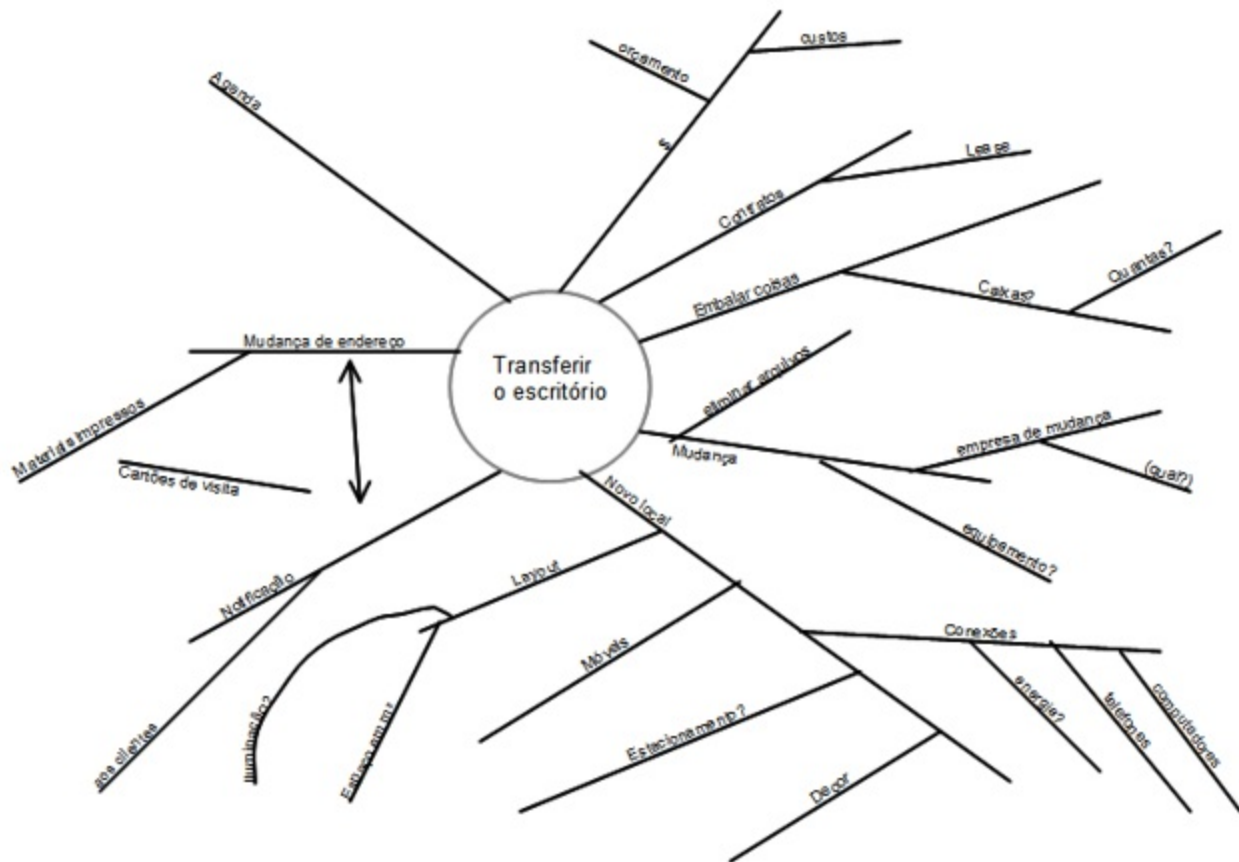 Agenda
orçamento
custos
$
Contratos
Lease
Embalar coisas
Caixas?
Quantas?
Mudança de endereço
Materiais impressos
Cartões de visita
Transferir
o escritório
eliminar arquivos
Mudança
empresa de mudança
(qual?)
equipamento?
Notificação
aos clientes
Novo local
Layout
Iluminação?
Espaço em m²
Móveis
Estacionamento?
Decor
Conexões
energia?
telefones
computadores